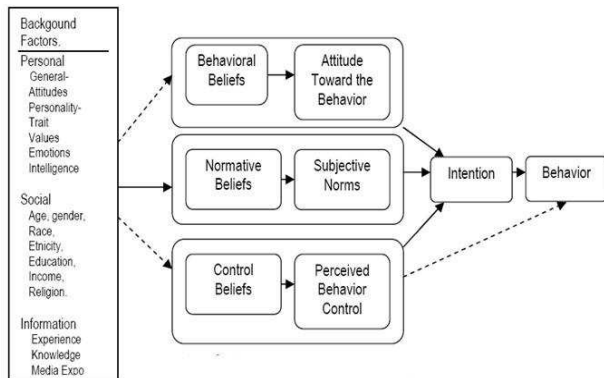 Backgound
Factors.
Personal
General-
Attitudes
Personality-
Trait
Values
Emotions
Intelligence
Social
Age, gender,
Race,
Etnicity,
Education,
Income,
Religion.
Information
Experience
Knowledge
Media Expo
Behavioral
Beliefs
Attitude
Toward the
Behavior
Normative
Beliefs
Subjective
Norms
Control
Beliefs
Perceived
Behavior
Control
Intention
Behavior